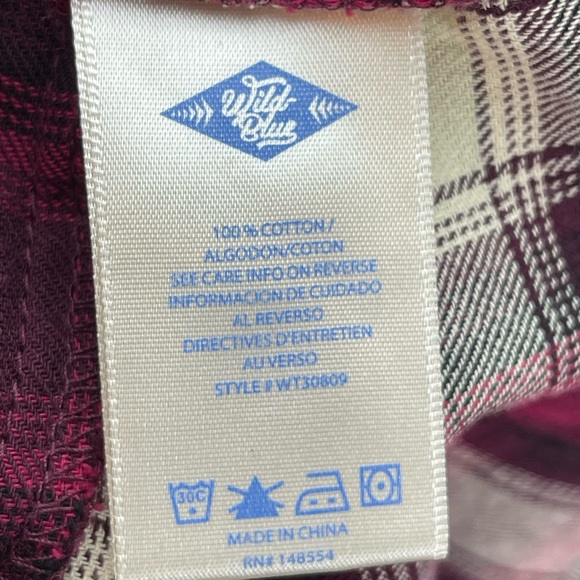 Wild-
Blue
100 % COTTON /
ALGODON/COTON
SEE CARE INFO ON REVERSE
INFORMACION DE CUIDADO
AL REVERSO
DIRECTIVES D'ENTRETIEN
AU VERSO
STYLE # WT30809
30C
MADE IN CHINA
RN# 148554